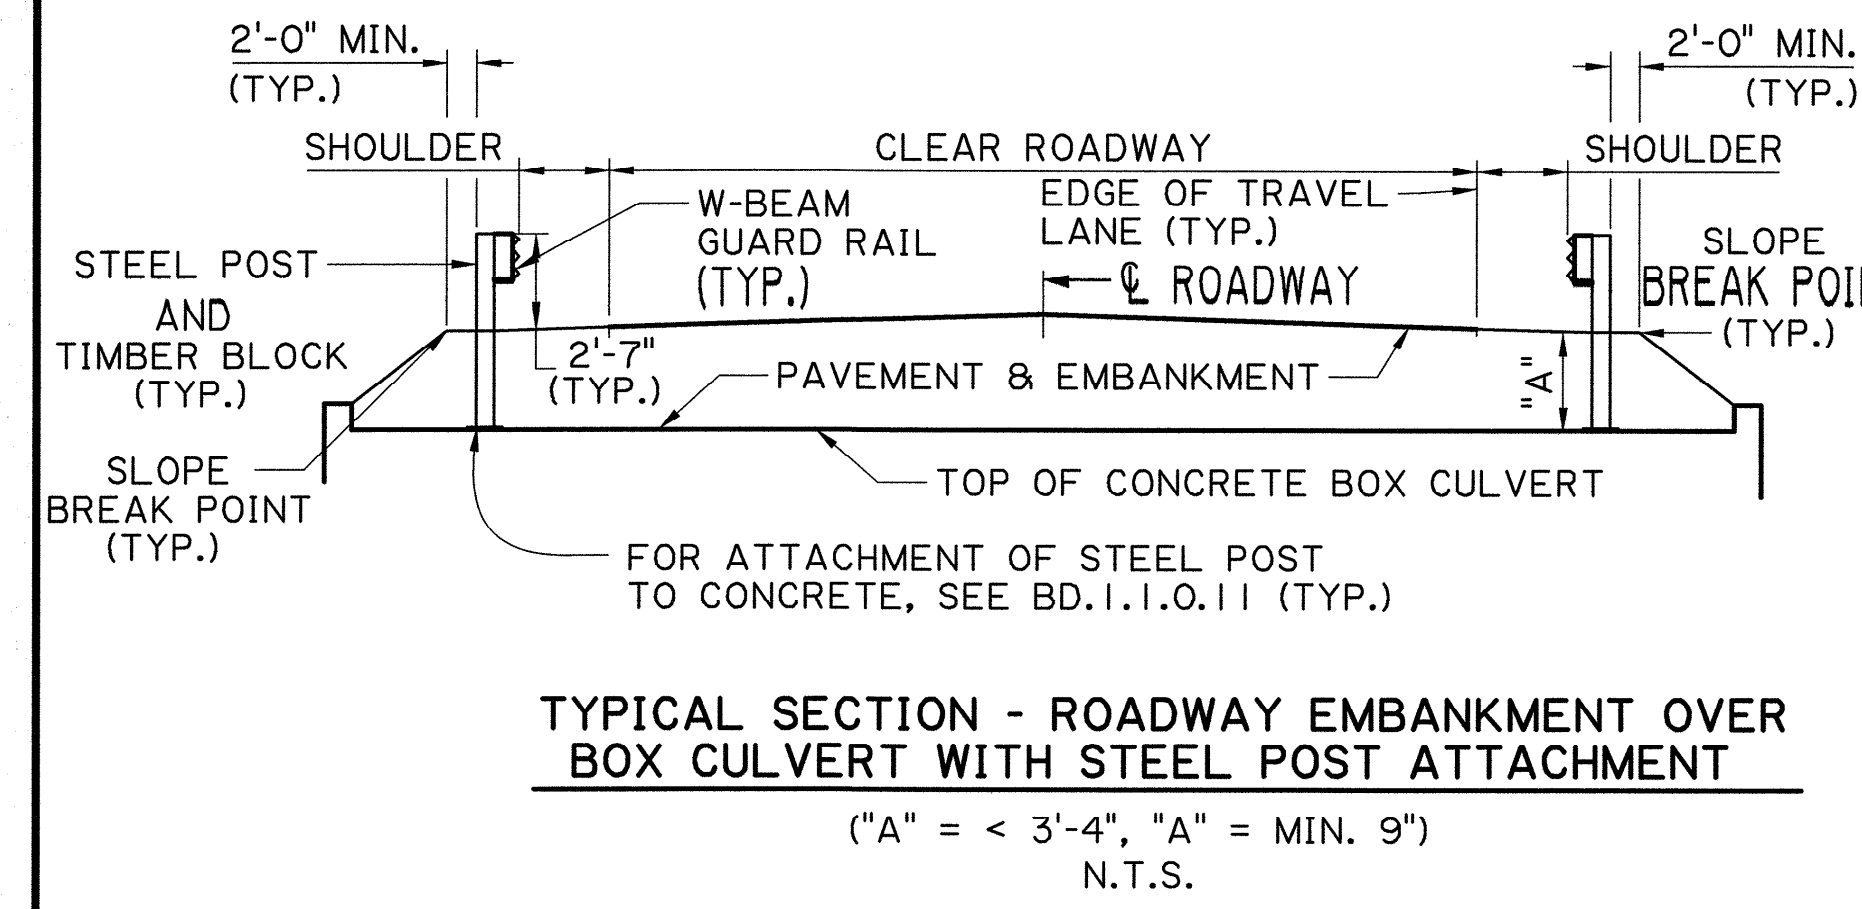 2'-0" MIN.
(TYP.)
2'-0" MIN.
(TYP.)
SHOULDER
CLEAR ROADWAY
SHOULDER
W-BEAM
GUARD RAIL
(TYP.)
EDGE OF TRAVEL
LANE (TYP.)
℄ ROADWAY
STEEL POST
AND
TIMBER BLOCK
(TYP.)
SLOPE
BREAK POI
(TYP.)
2'-7"
(TYP.)
PAVEMENT & EMBANKMENT
"A"
SLOPE
BREAK POINT
(TYP.)
TOP OF CONCRETE BOX CULVERT
FOR ATTACHMENT OF STEEL POST
TO CONCRETE, SEE BD.1.1.0.11 (TYP.)
TYPICAL SECTION - ROADWAY EMBANKMENT OVER
BOX CULVERT WITH STEEL POST ATTACHMENT
("A" = < 3'-4", "A" = MIN. 9")
N.T.S.